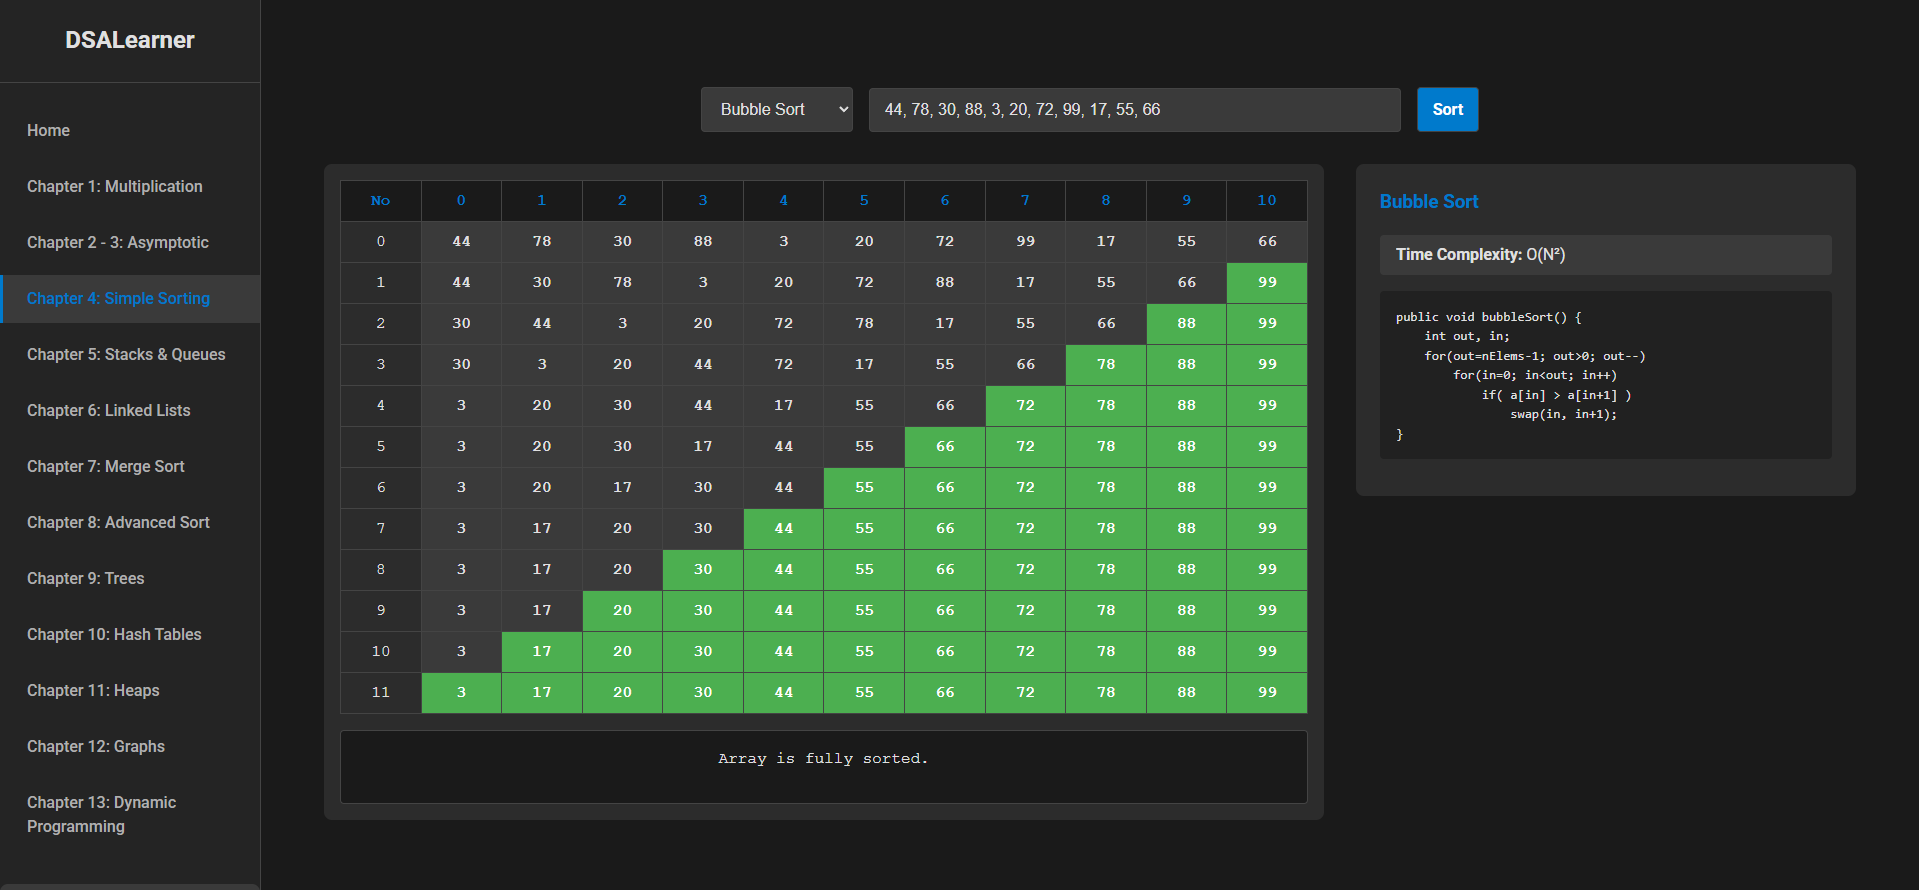 DSALearner
Home
Chapter 1: Multiplication
Chapter 2 - 3: Asymptotic
Chapter 4: Simple Sorting
Chapter 5: Stacks & Queues
Chapter 6: Linked Lists
Chapter 7: Merge Sort
Chapter 8: Advanced Sort
Chapter 9: Trees
Chapter 10: Hash Tables
Chapter 11: Heaps
Chapter 12: Graphs
Chapter 13: Dynamic
Programming
Bubble Sort
44, 78, 30, 88, 3, 20, 72, 99, 17, 55, 66
Sort
No 0 1 2 3 4 5 6 7 8 9 10
0 44 78 30 88 3 20 72 99 17 55 66
1 44 30 78 3 20 72 88 17 55 66 99
2 30 44 3 20 72 78 17 55 66 88 99
3 30 3 20 44 72 17 55 66 78 88 99
4 3 20 30 44 17 55 66 72 78 88 99
5 3 20 30 17 44 55 66 72 78 88 99
6 3 20 17 30 44 55 66 72 78 88 99
7 3 17 20 30 44 55 66 72 78 88 99
8 3 17 20 30 44 55 66 72 78 88 99
9 3 17 20 30 44 55 66 72 78 88 99
10 3 17 20 30 44 55 66 72 78 88 99
11 3 17 20 30 44 55 66 72 78 88 99
Array is fully sorted.
Bubble Sort
Time Complexity: O(N²)
public void bubbleSort() {
    int out, in;
    for(out=nElems-1; out>0; out--)
        for(in=0; in<out; in++)
            if( a[in] > a[in+1] )
                swap(in, in+1);
}